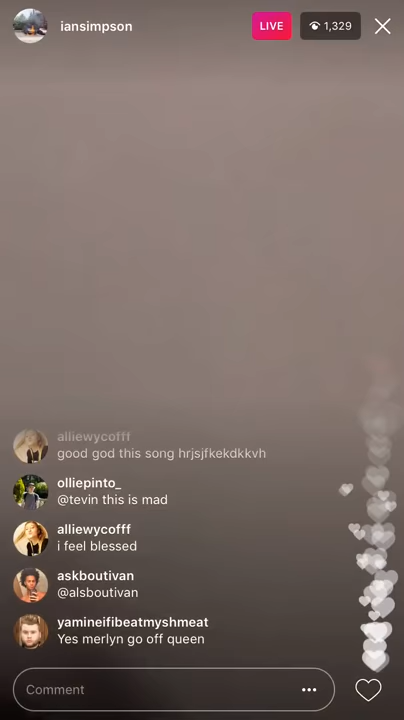 iansimpson
LIVE
1,329
alliewycofff
good god this song hrjsjfkekdkkvh
olliepinto_
@tevin this is mad
alliewycofff
i feel blessed
askboutivan
@alsboutivan
yamineifibeatmyshmeat
Yes merlyn go off queen
Comment